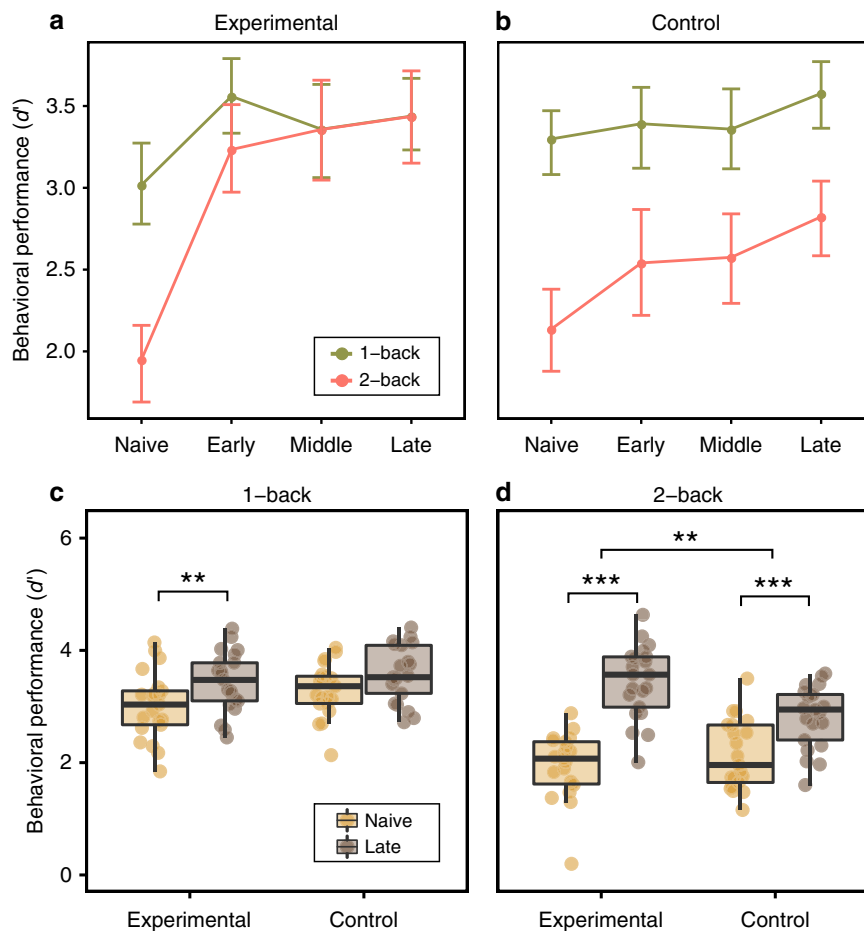 a Experimental
b Control
Behavioral performance (d')
3.5
3.0
2.5
2.0
1−back
2−back
Naive Early Middle Late
Naive Early Middle Late
c 1−back
d 2−back
Behavioral performance (d')
6
4
2
0
**
**
***
***
Naive
Late
Experimental Control
Experimental Control